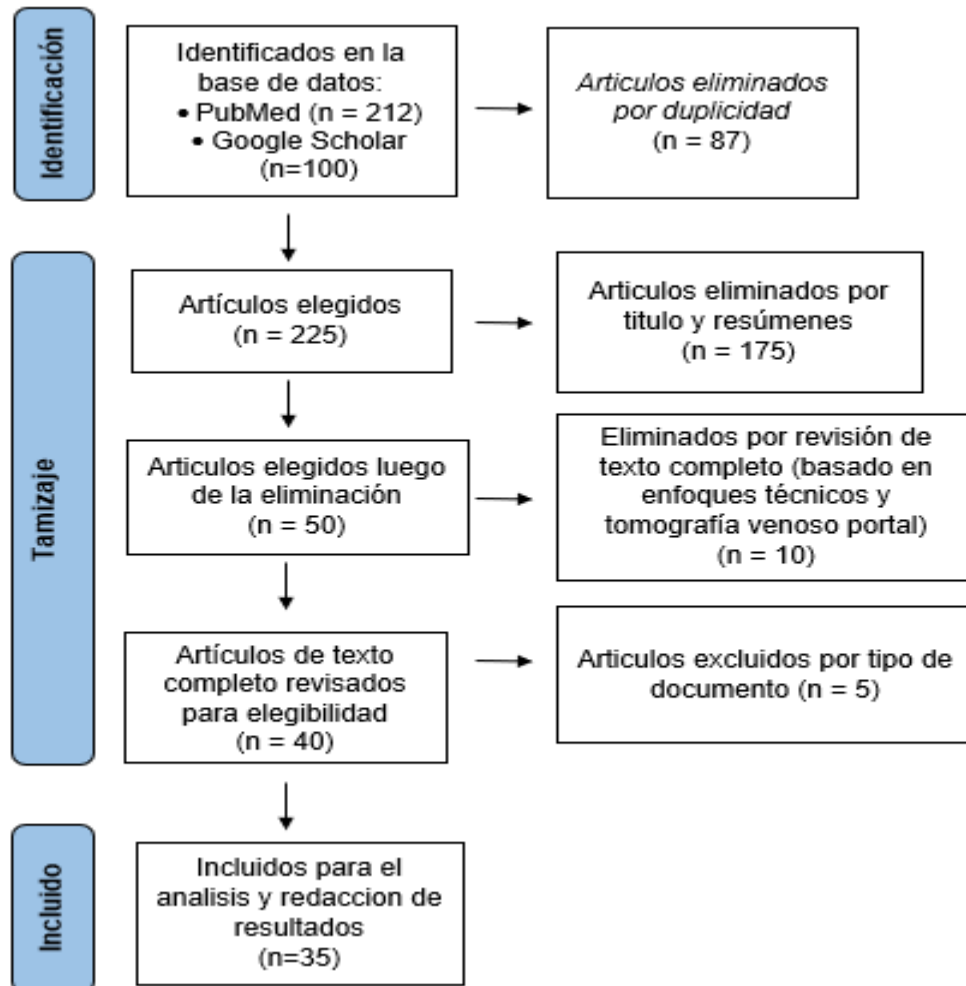 Identificación
Identificados en la
base de datos:
• PubMed (n = 212)
• Google Scholar
(n=100)
Articulos eliminados
por duplicidad
(n = 87)
Tamizaje
Artículos elegidos
(n = 225)
Articulos eliminados por
titulo y resúmenes
(n = 175)
Articulos elegidos luego
de la eliminación
(n = 50)
Eliminados por revisión de
texto completo (basado en
enfoques técnicos y
tomografía venoso portal)
(n = 10)
Artículos de texto
completo revisados
para elegibilidad
(n = 40)
Articulos excluidos por tipo de
documento (n = 5)
Incluido
Incluidos para el
analisis y redaccion de
resultados
(n=35)